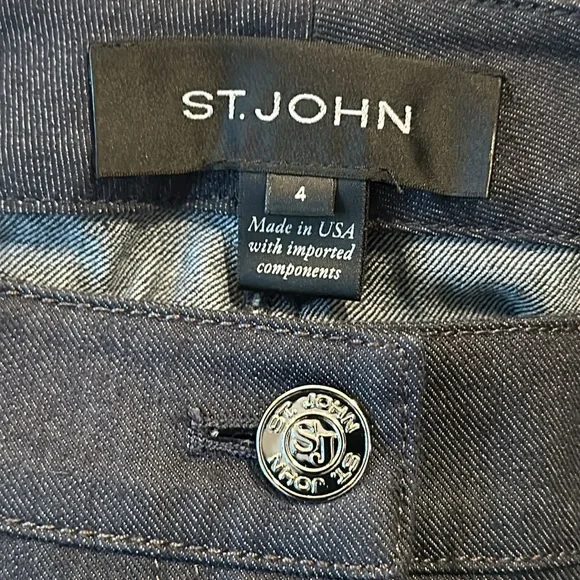 ST. JOHN
4
Made in USA
with imported
components
ST. JOHN
SJ
ST. JOHN